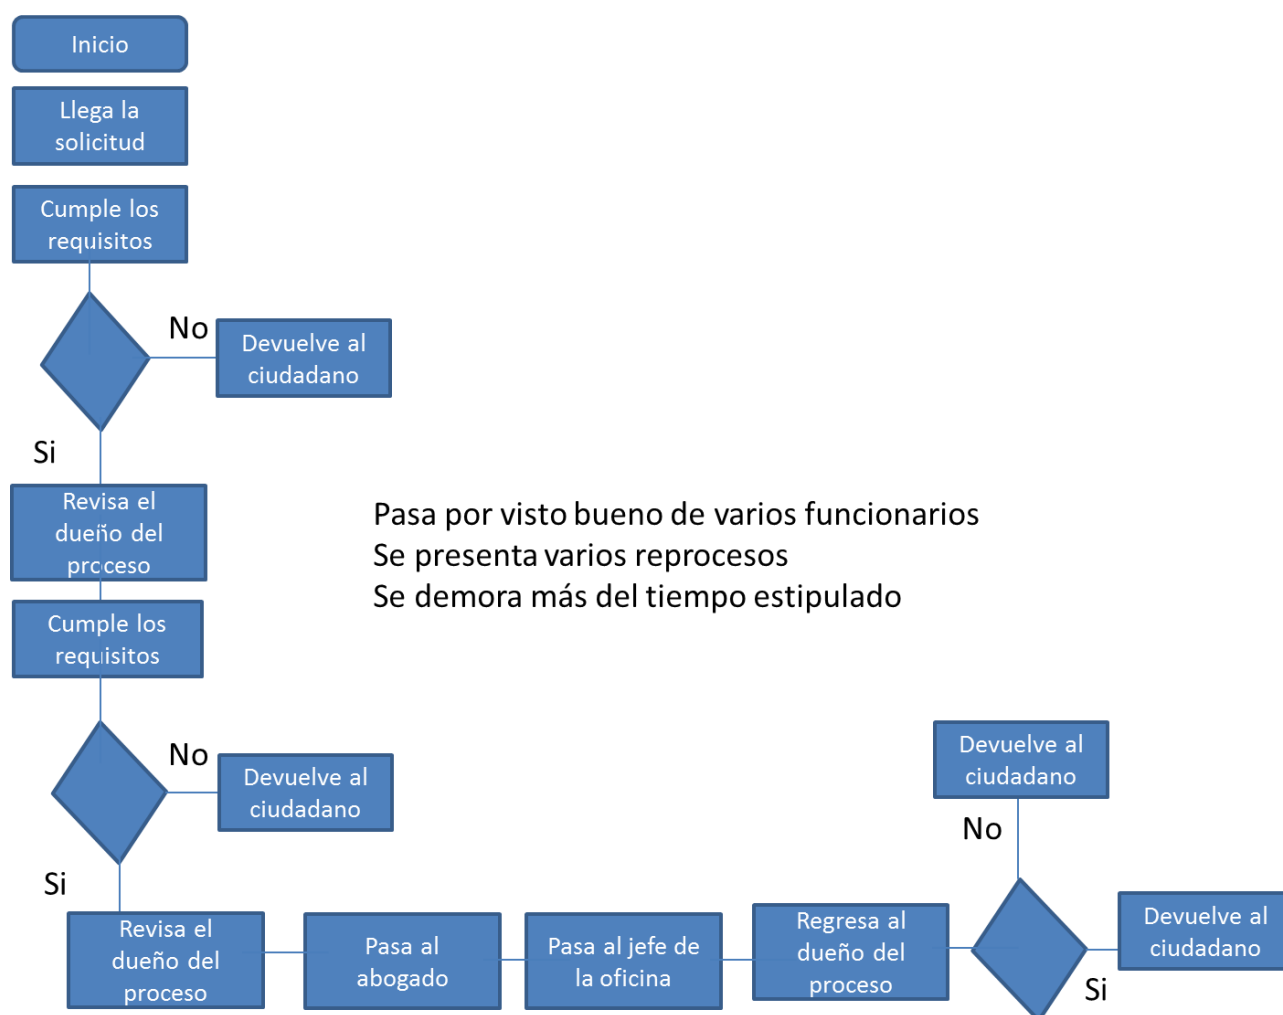 Inicio
Llega la
solicitud
Cumple los
requisitos
No
Devuelve al
ciudadano
Si
Revisa el
dueño del
proceso
Pasa por visto bueno de varios funcionarios
Se presenta varios reprocesos
Se demora más del tiempo estipulado
Cumple los
requisitos
No
Devuelve al
ciudadano
Si
Revisa el
dueño del
proceso
Pasa al
abogado
Pasa al jefe de
la oficina
Regresa al
dueño del
proceso
Devuelve al
ciudadano
No
Devuelve al
ciudadano
Si